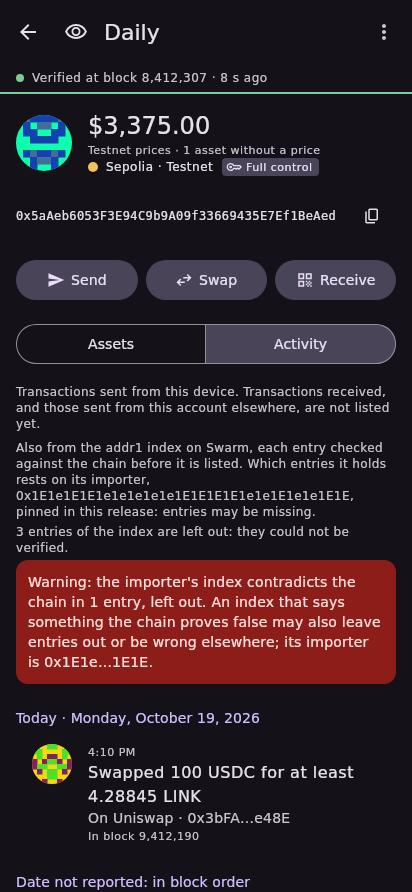 Daily
Verified at block 8,412,307 · 8 s ago
$3,375.00
Testnet prices · 1 asset without a price
Sepolia · Testnet Full control
0x5aAeb6053F3E94C9b9A09f33669435E7Ef1BeAed
Send Swap Receive
Assets Activity
Transactions sent from this device. Transactions received,
and those sent from this account elsewhere, are not listed
yet.
Also from the addr1 index on Swarm, each entry checked
against the chain before it is listed. Which entries it holds
rests on its importer,
0x1E1e1E1E1e1e1e1e1e1E1E1E1E1e1e1e1e1E1E1E,
pinned in this release: entries may be missing.
3 entries of the index are left out: they could not be
verified.
Warning: the importer's index contradicts the
chain in 1 entry, left out. An index that says
something the chain proves false may also leave
entries out or be wrong elsewhere; its importer
is 0x1E1e…1E1E.
Today · Monday, October 19, 2026
4:10 PM
Swapped 100 USDC for at least
4.28845 LINK
On Uniswap · 0x3bFA…e48E
In block 9,412,190
Date not reported: in block order